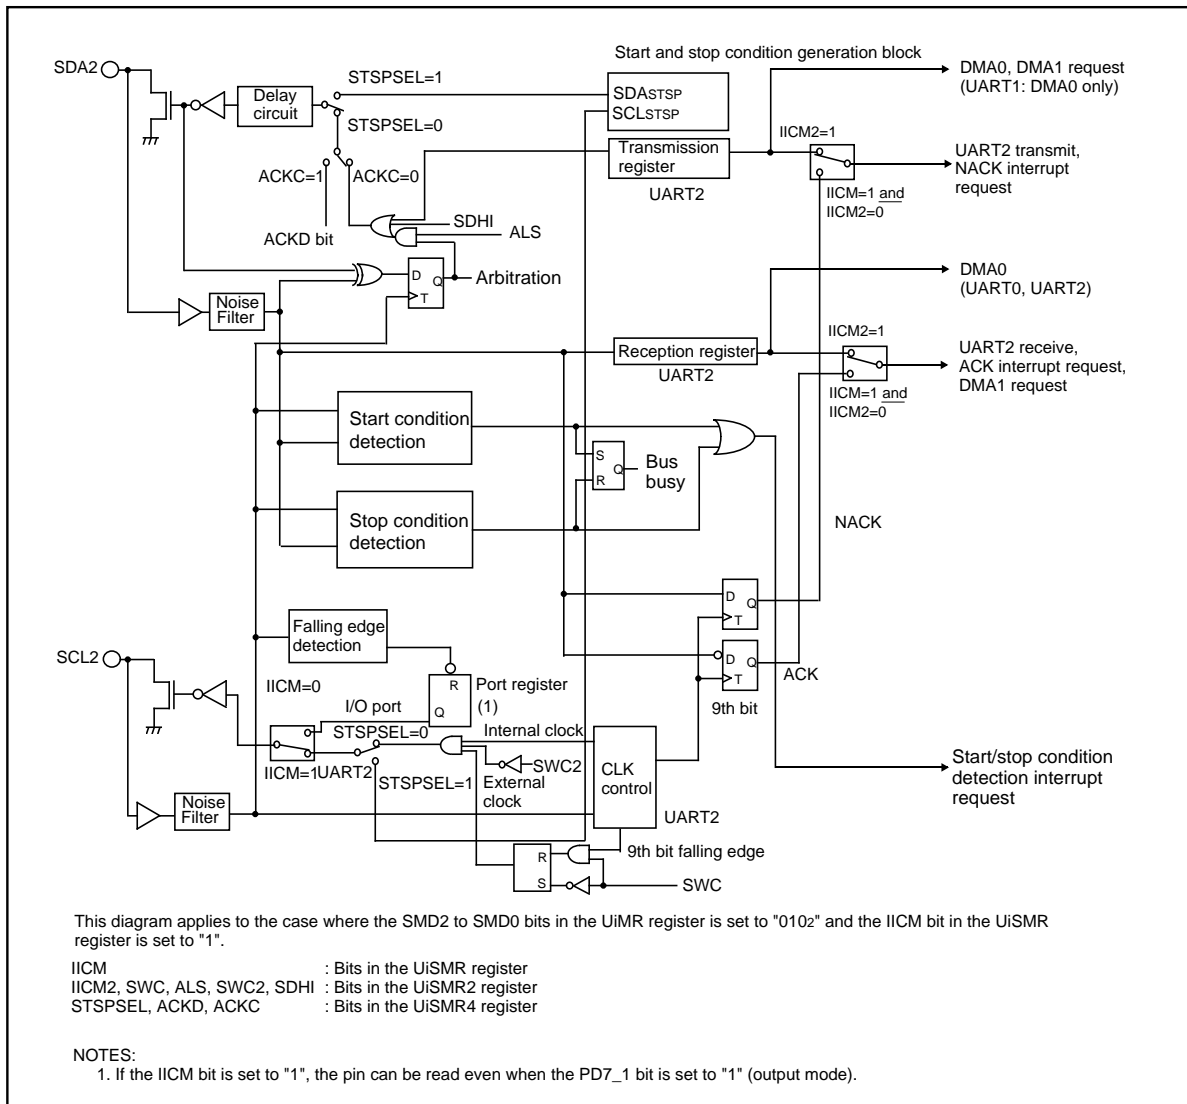 Start and stop condition generation block
SDA2
STSPSEL=1
Delay
circuit
STSPSEL=0
SDASTSP
SCLSTSP
DMA0, DMA1 request
(UART1: DMA0 only)
IICM2=1
Transmission
register
UART2
UART2 transmit,
NACK interrupt
request
IICM=1 and
IICM2=0
ACKC=1
ACKC=0
ACKD bit
SDHI
ALS
D
Q
T
Arbitration
Noise
Filter
DMA0
(UART0, UART2)
IICM2=1
Reception register
UART2
UART2 receive,
ACK interrupt request,
DMA1 request
IICM=1 and
IICM2=0
Start condition
detection
S
R
Q
Bus
busy
Stop condition
detection
NACK
D
Q
T
Falling edge
detection
D
Q
T
ACK
9th bit
SCL2
IICM=0
R
Q
Port register
(1)
I/O port
STSPSEL=0
Internal clock
IICM=1
UART2
STSPSEL=1
SWC2
External
clock
CLK
control
UART2
Start/stop condition
detection interrupt
request
Noise
Filter
R
S
9th bit falling edge
SWC
This diagram applies to the case where the SMD2 to SMD0 bits in the UiMR register is set to "0102" and the IICM bit in the UiSMR
register is set to "1".
IICM : Bits in the UiSMR register
IICM2, SWC, ALS, SWC2, SDHI : Bits in the UiSMR2 register
STSPSEL, ACKD, ACKC : Bits in the UiSMR4 register
NOTES:
1. If the IICM bit is set to "1", the pin can be read even when the PD7_1 bit is set to "1" (output mode).